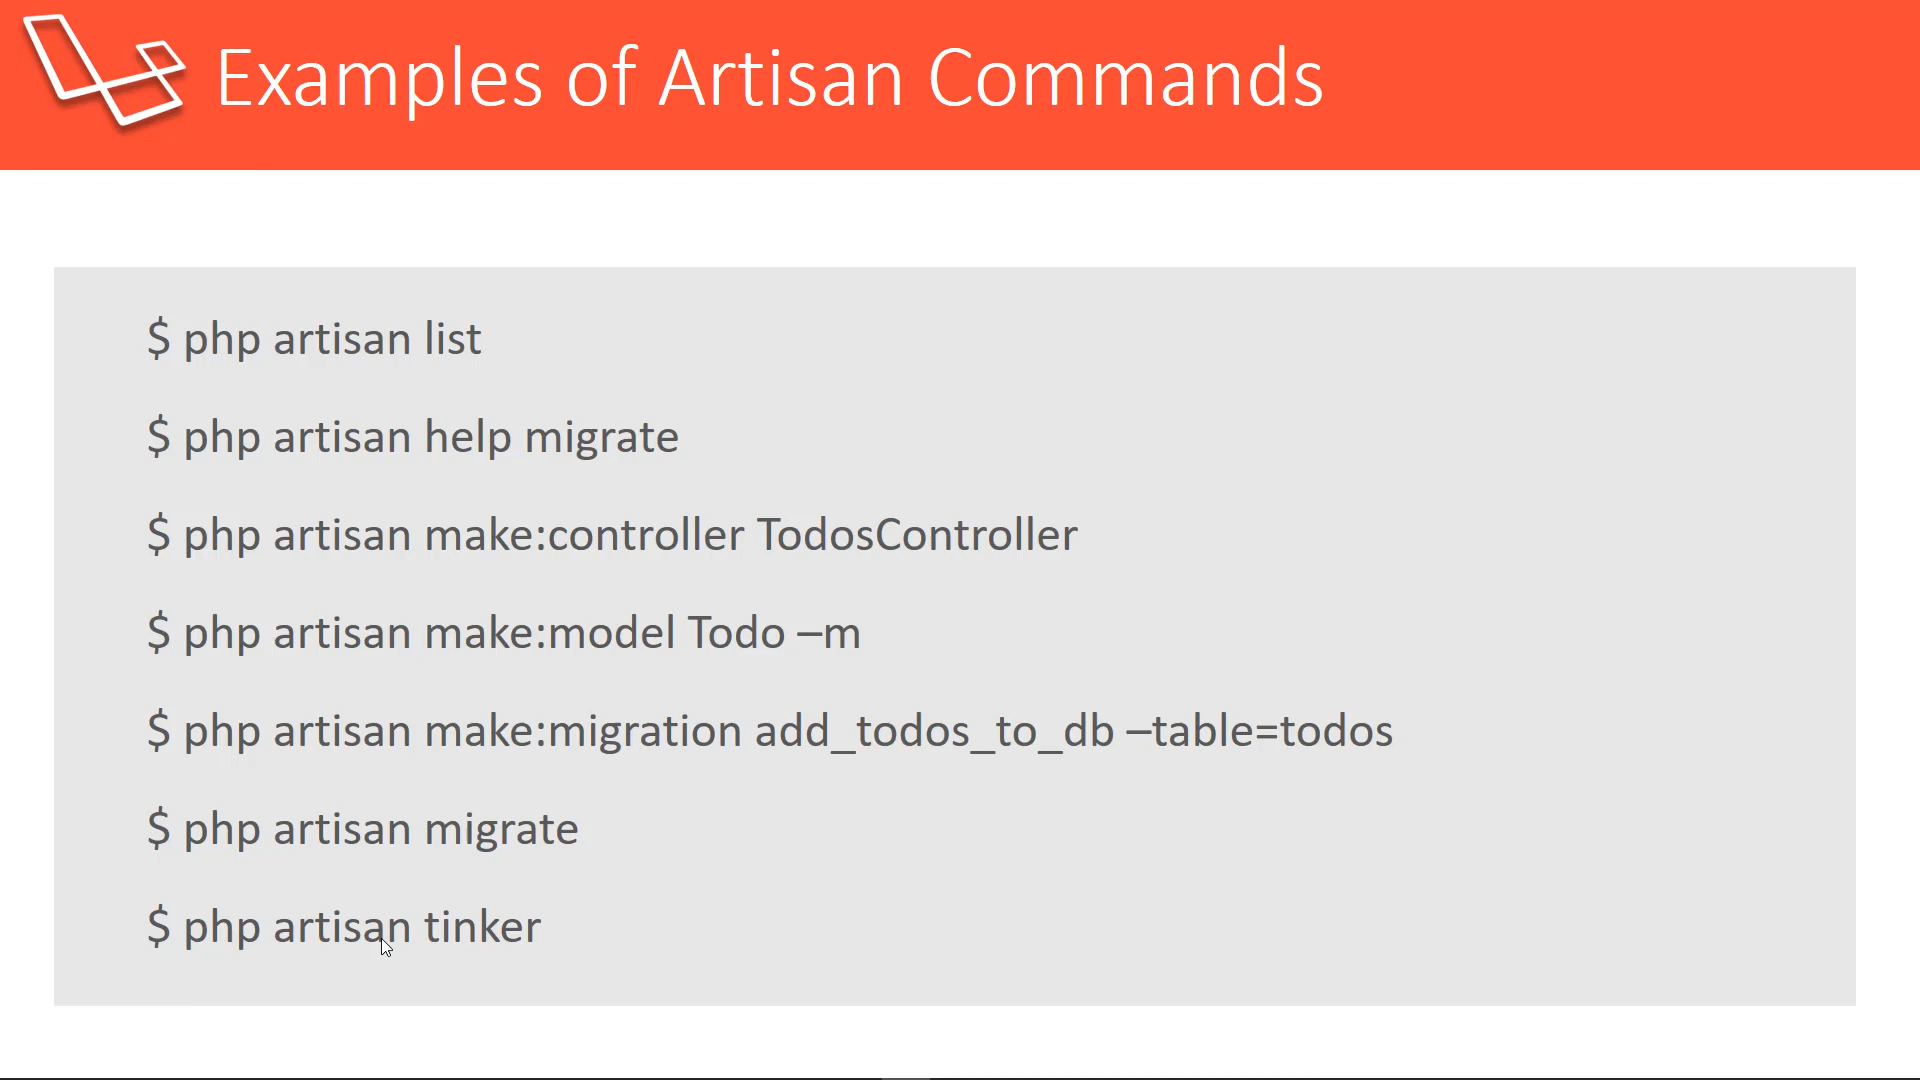 Examples of Artisan Commands
$ php artisan list
$ php artisan help migrate
$ php artisan make:controller TodosController
$ php artisan make:model Todo –m
$ php artisan make:migration add_todos_to_db –table=todos
$ php artisan migrate
$ php artisan tinker